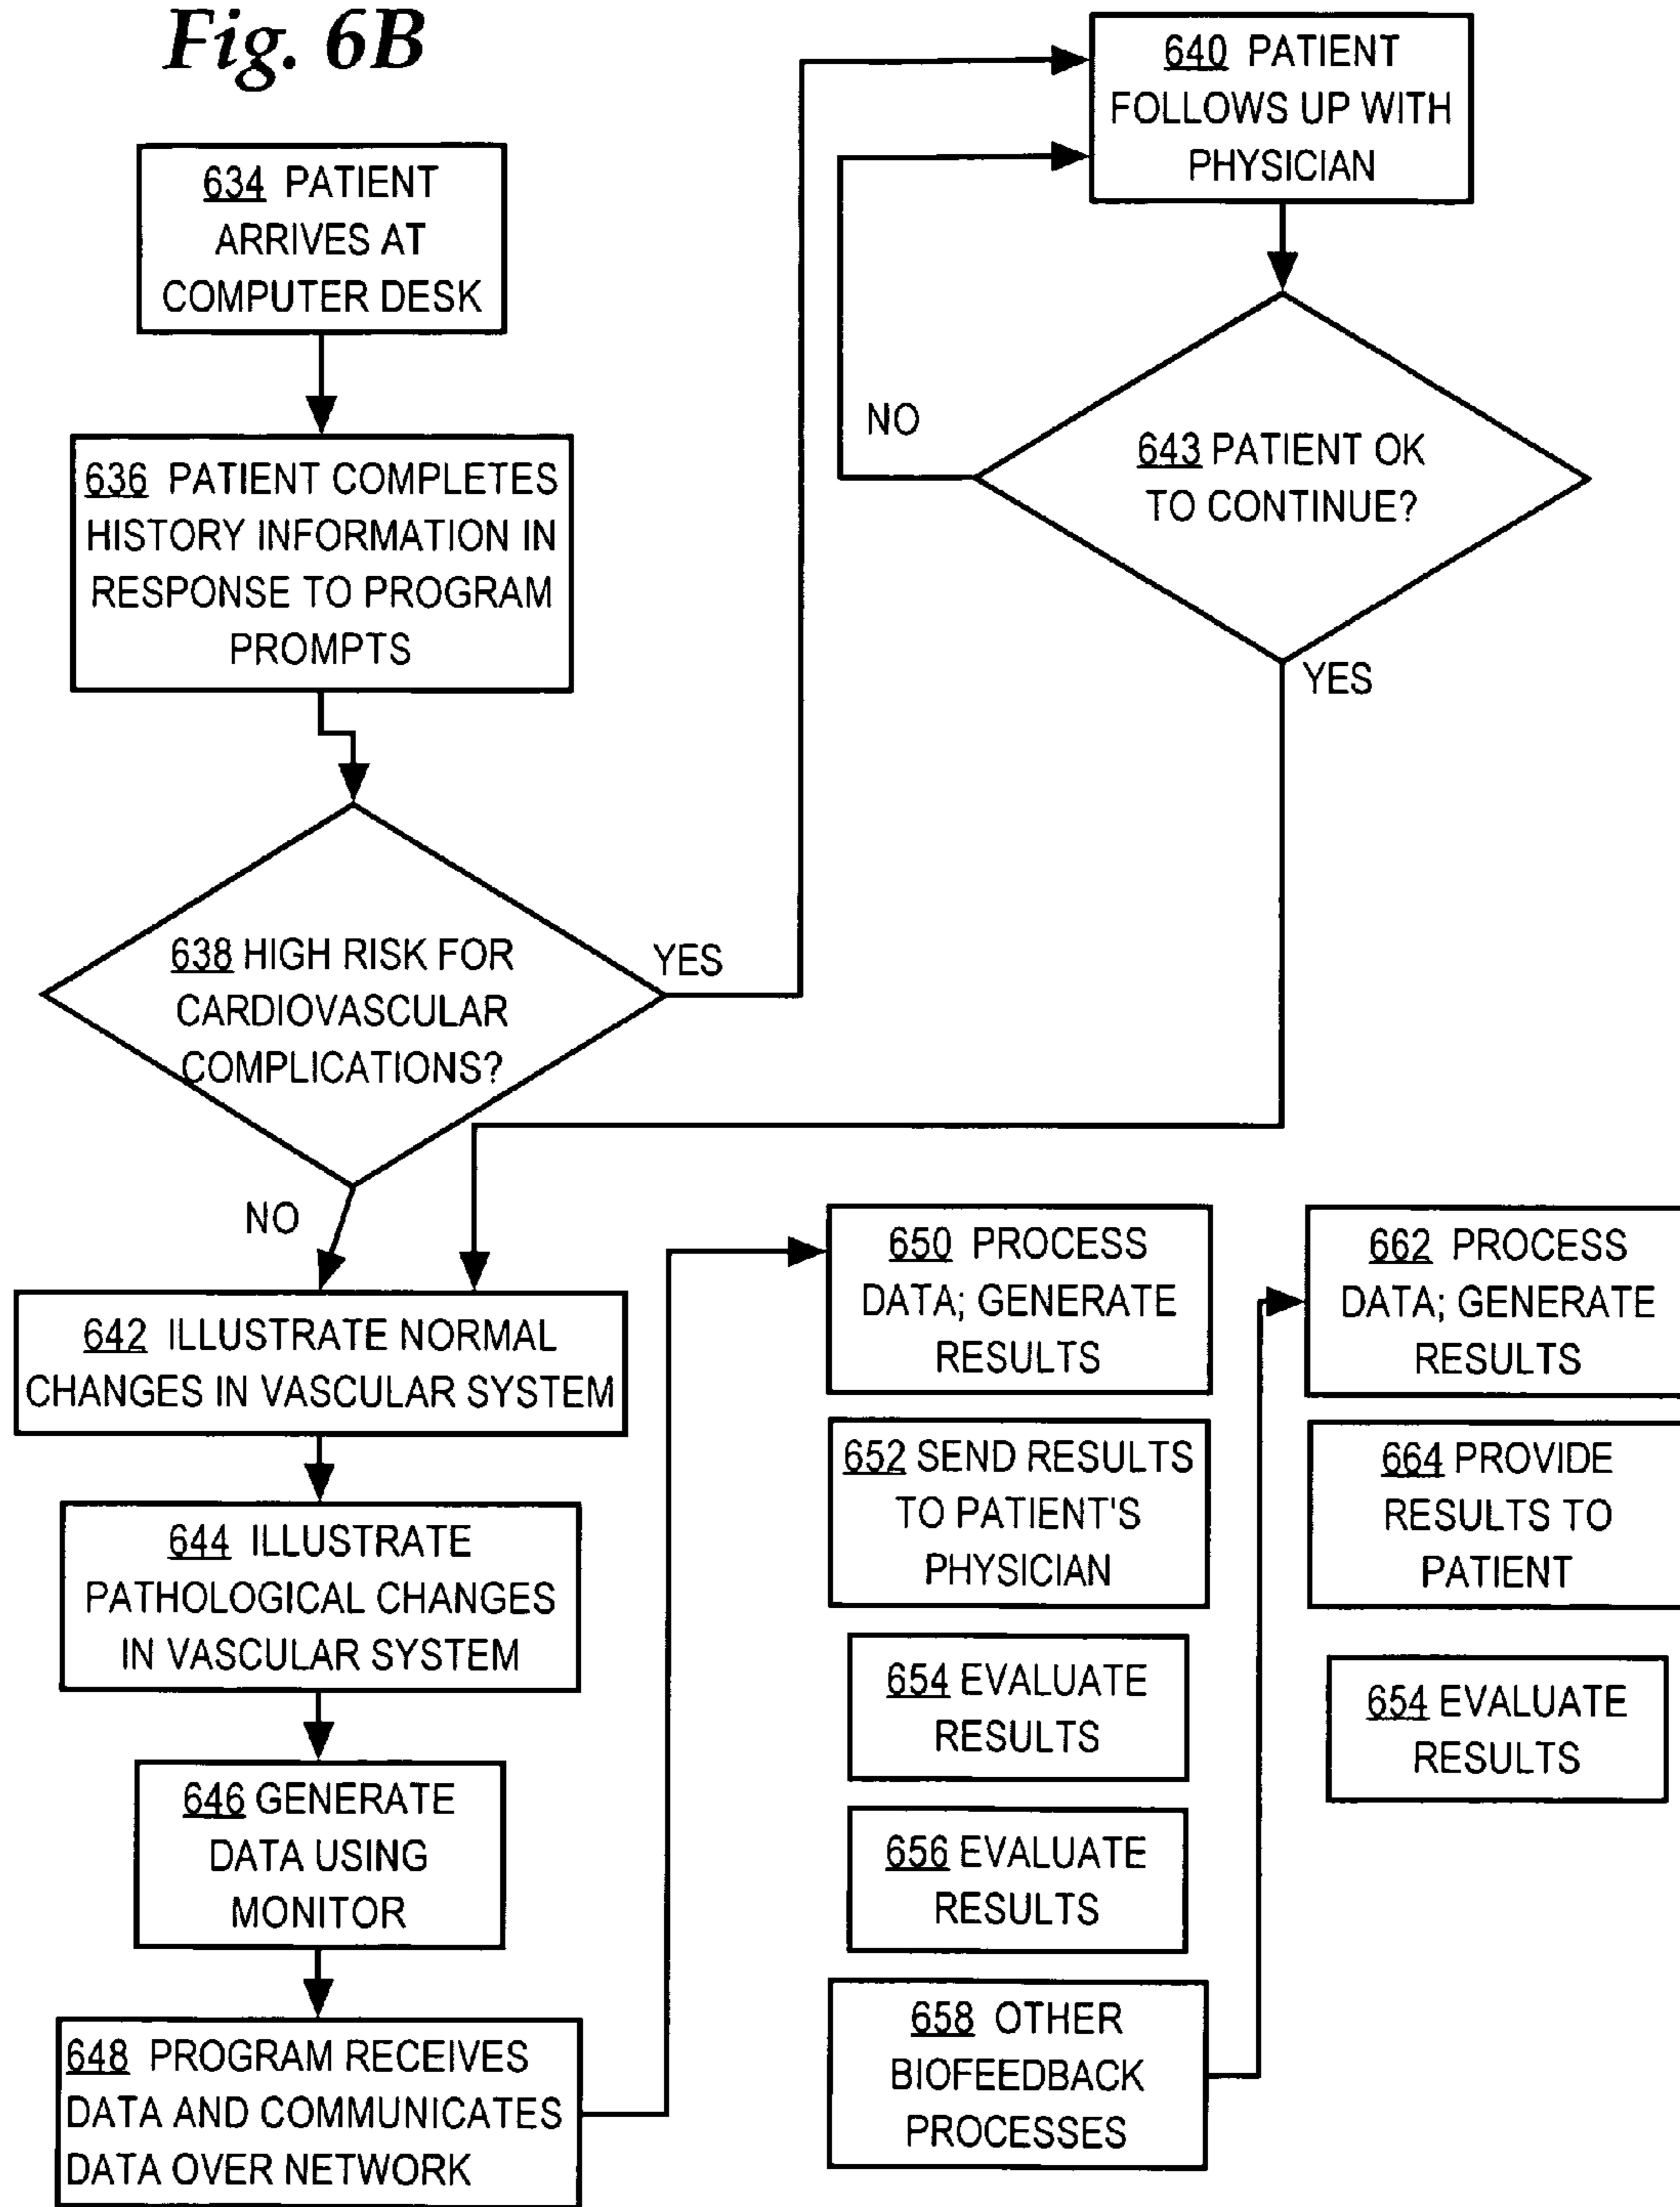 Fig. 6B
634 PATIENT
ARRIVES AT
COMPUTER DESK
636 PATIENT COMPLETES
HISTORY INFORMATION IN
RESPONSE TO PROGRAM
PROMPTS
638 HIGH RISK FOR
CARDIOVASCULAR
COMPLICATIONS?
YES
NO
640 PATIENT
FOLLOWS UP WITH
PHYSICIAN
643 PATIENT OK
TO CONTINUE?
NO
YES
642 ILLUSTRATE NORMAL
CHANGES IN VASCULAR SYSTEM
644 ILLUSTRATE
PATHOLOGICAL CHANGES
IN VASCULAR SYSTEM
646 GENERATE
DATA USING
MONITOR
648 PROGRAM RECEIVES
DATA AND COMMUNICATES
DATA OVER NETWORK
650 PROCESS
DATA; GENERATE
RESULTS
652 SEND RESULTS
TO PATIENT'S
PHYSICIAN
654 EVALUATE
RESULTS
656 EVALUATE
RESULTS
658 OTHER
BIOFEEDBACK
PROCESSES
662 PROCESS
DATA; GENERATE
RESULTS
664 PROVIDE
RESULTS TO
PATIENT
654 EVALUATE
RESULTS